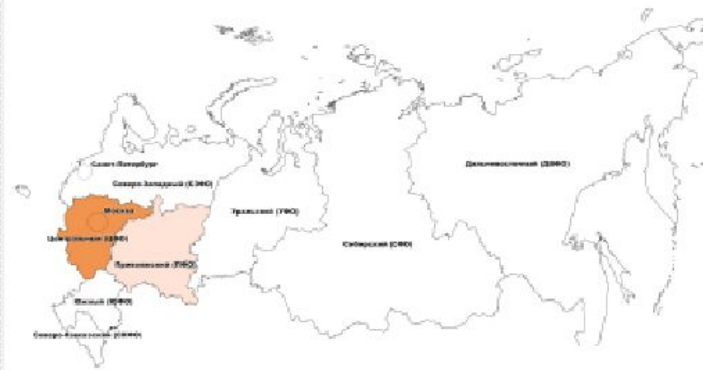 Санкт-Петербург
Северо-Западный (СЗФО)
Москва
Центральный (ЦФО)
Приволжский (ПФО)
Южный (ЮФО)
Северо-Кавказский (СКФО)
Уральский (УФО)
Сибирский (СФО)
Дальневосточный (ДВФО)